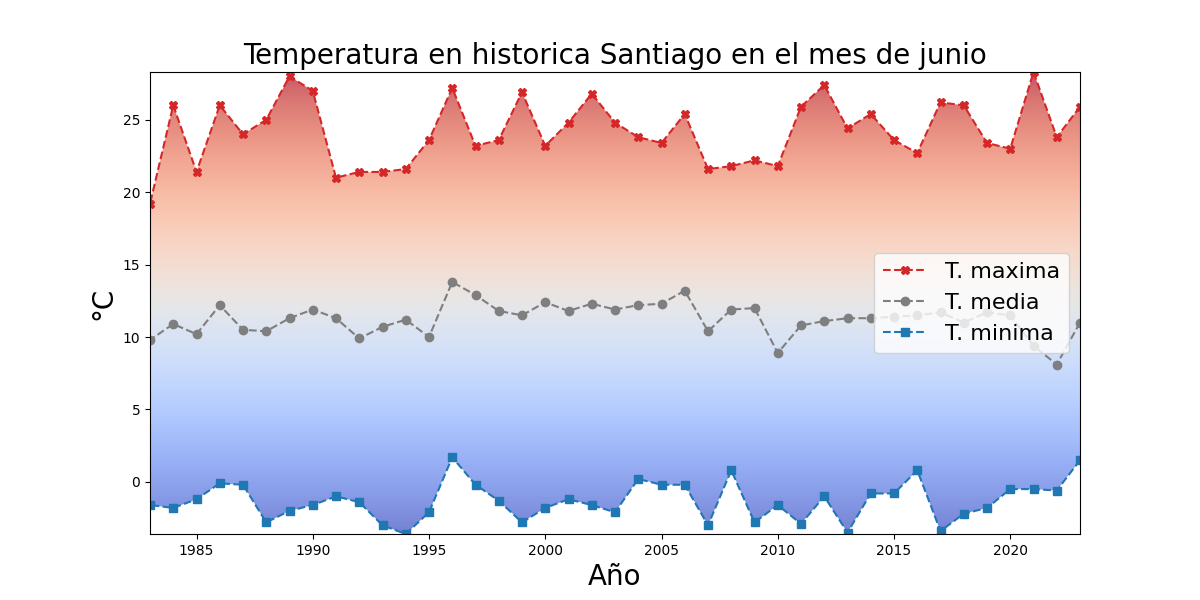 Temperatura en historica Santiago en el mes de junio
°C
25
20
15
10
5
0
T. maxima
T. media
T. minima
1985 1990 1995 2000 2005 2010 2015 2020
Año